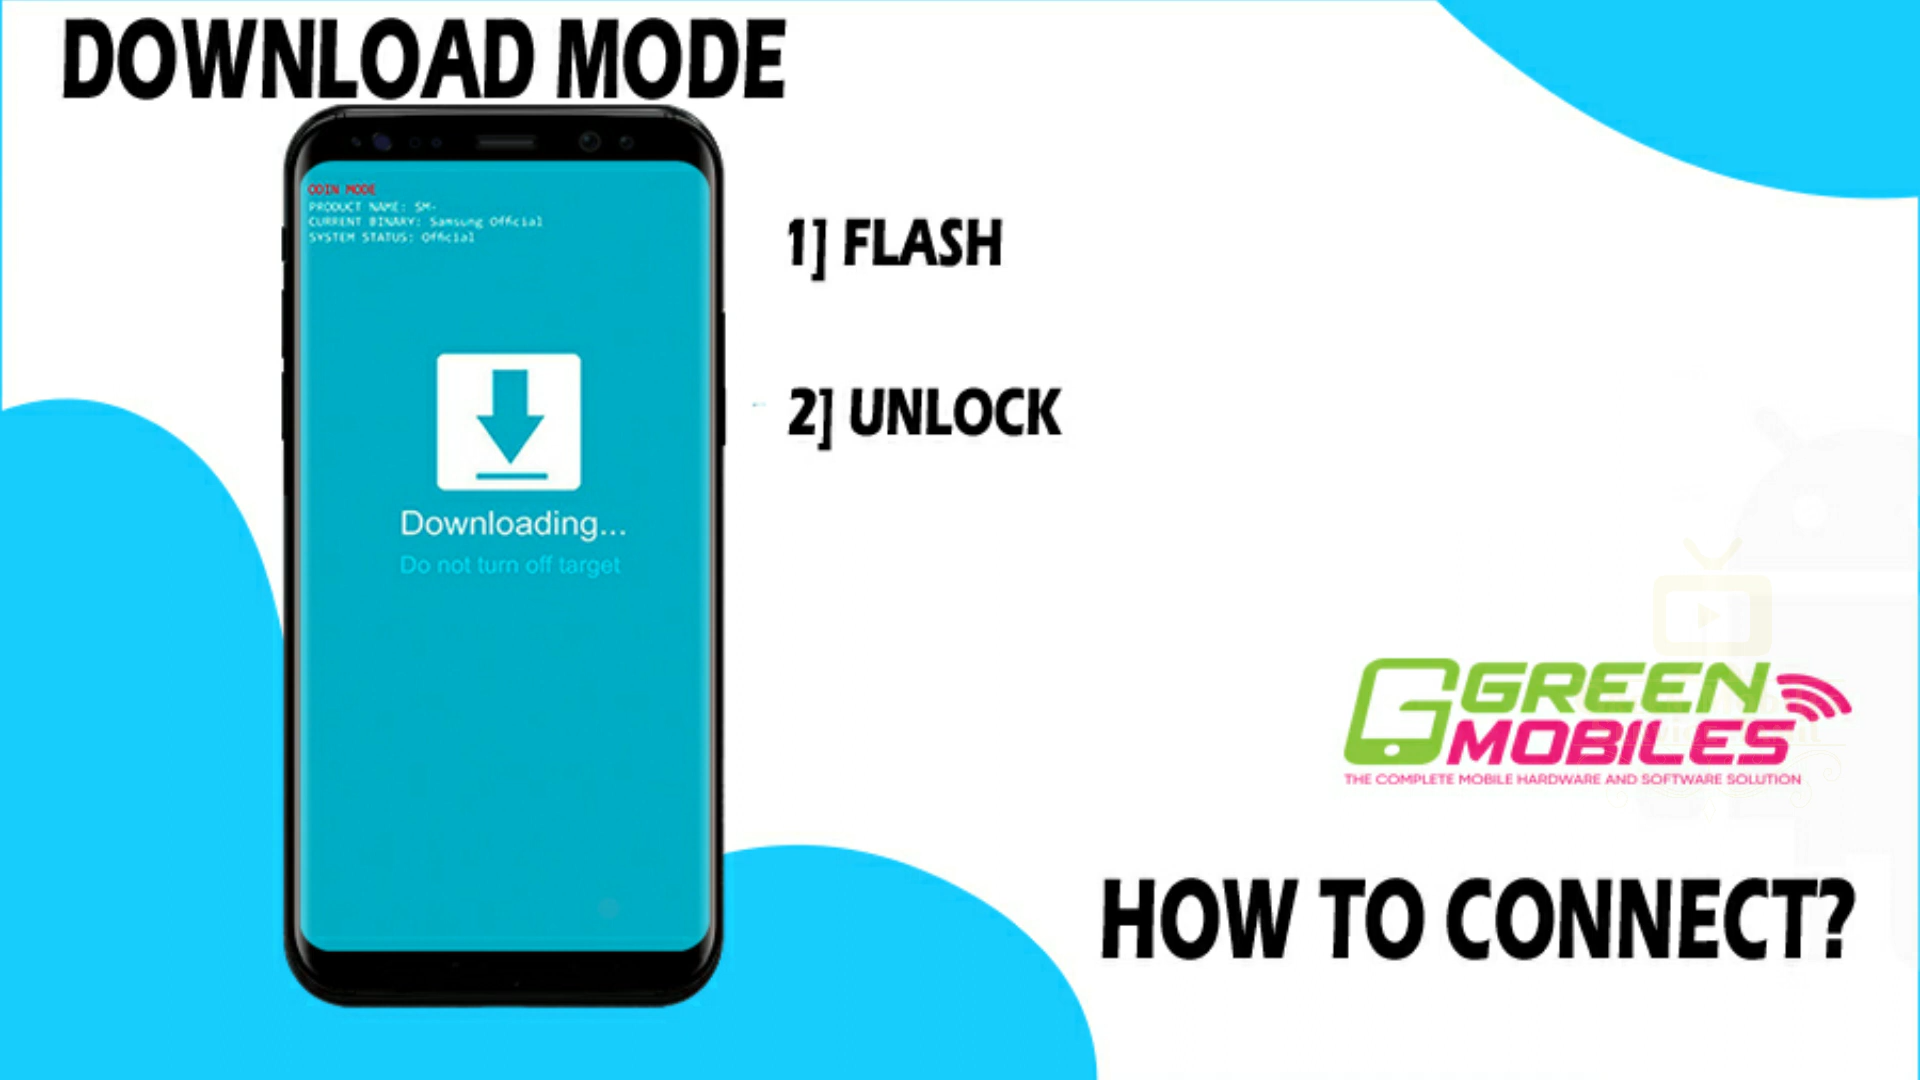 DOWNLOAD MODE
ODIN MODE
PRODUCT NAME: SM-
CURRENT BINARY: Samsung Official
SYSTEM STATUS: Official
1] FLASH
2] UNLOCK
Downloading...
Do not turn off target
GREEN
MOBILES
THE COMPLETE MOBILE HARDWARE AND SOFTWARE SOLUTION
HOW TO CONNECT?